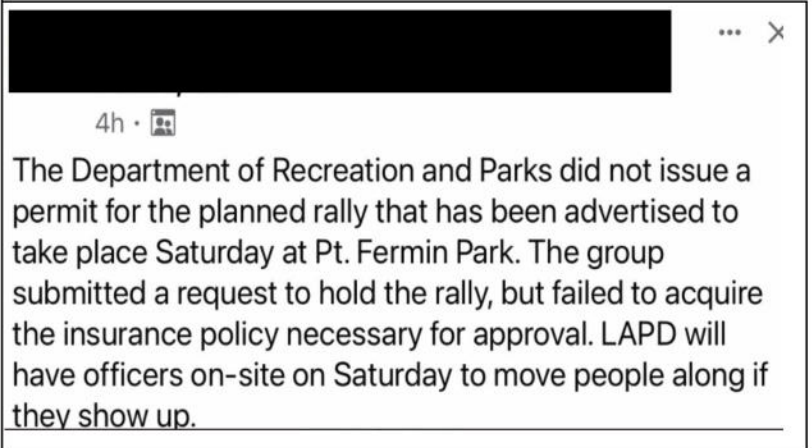 4h ·
The Department of Recreation and Parks did not issue a
permit for the planned rally that has been advertised to
take place Saturday at Pt. Fermin Park. The group
submitted a request to hold the rally, but failed to acquire
the insurance policy necessary for approval. LAPD will
have officers on-site on Saturday to move people along if
they show up.